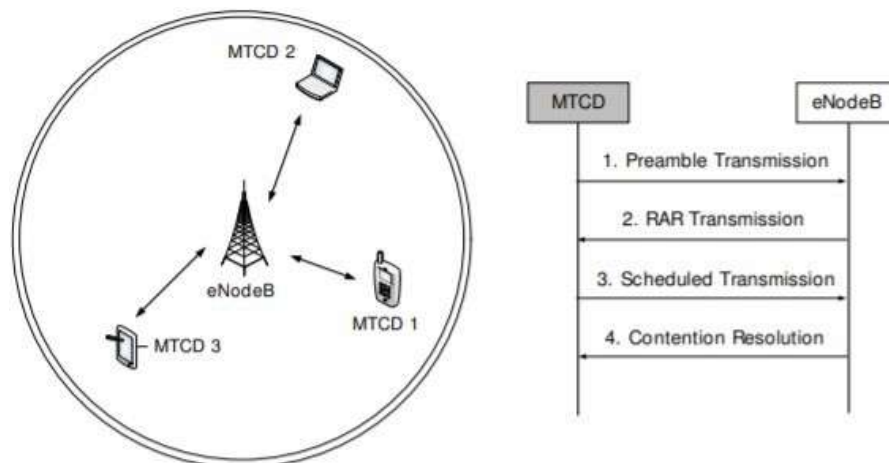 MTCD 2
eNodeB
MTCD 1
MTCD 3
MTCD
eNodeB
1. Preamble Transmission
2. RAR Transmission
3. Scheduled Transmission
4. Contention Resolution